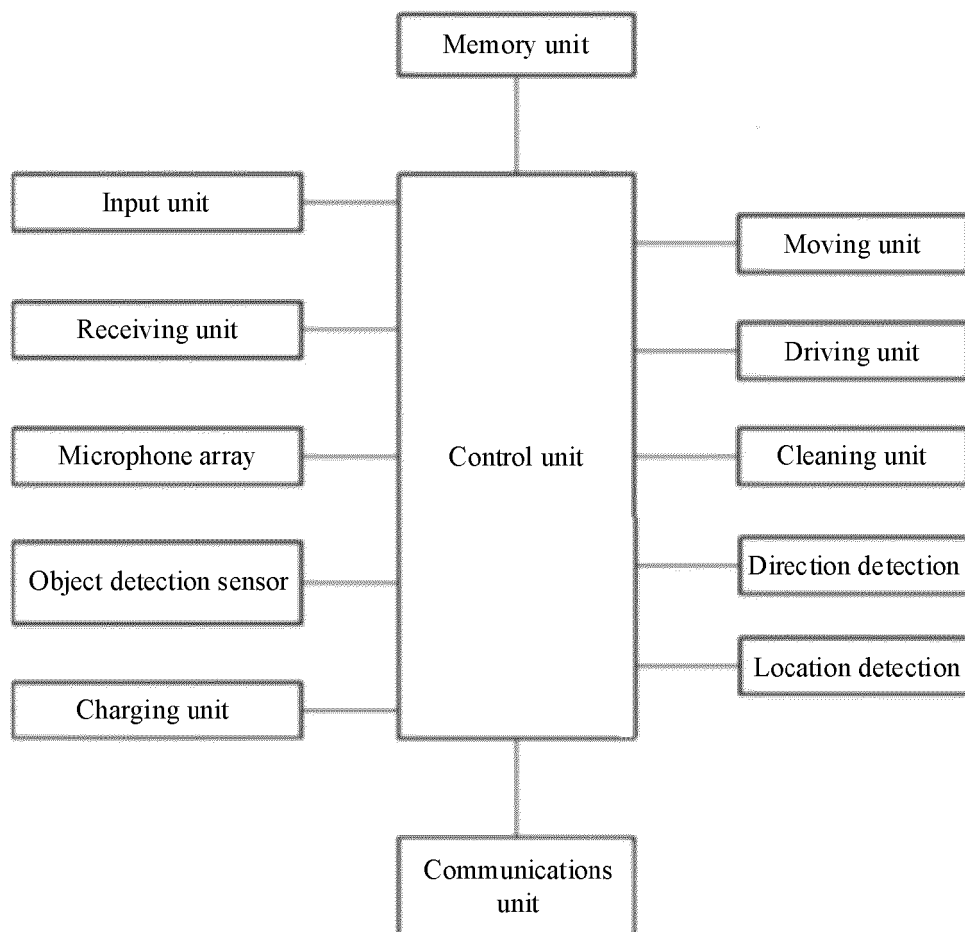 Memory unit
Input unit
Receiving unit
Microphone array
Object detection sensor
Charging unit
Control unit
Moving unit
Driving unit
Cleaning unit
Direction detection
Location detection
Communications
unit